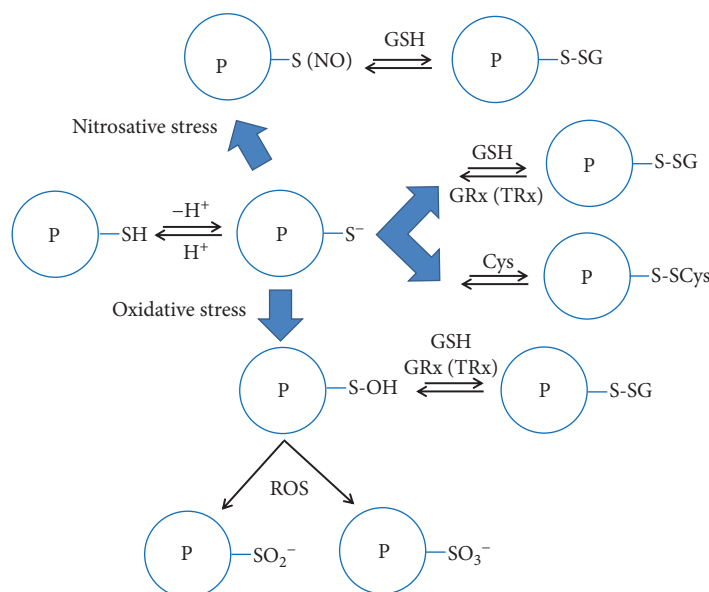 P
S (NO)
GSH
P
S-SG
Nitrosative stress
GSH
GRx (TRx)
P
S-SG
P
SH
–H⁺
H⁺
P
S⁻
Cys
P
S-SCys
Oxidative stress
P
S-OH
GSH
GRx (TRx)
P
S-SG
ROS
P
SO₂⁻
P
SO₃⁻